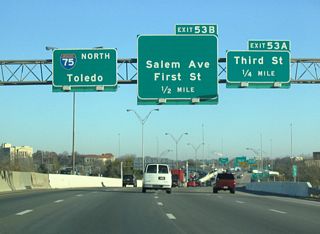 75 NORTH
Toledo
EXIT 53B
Salem Ave
First St
½ MILE
EXIT 53A
Third St
¼ MILE